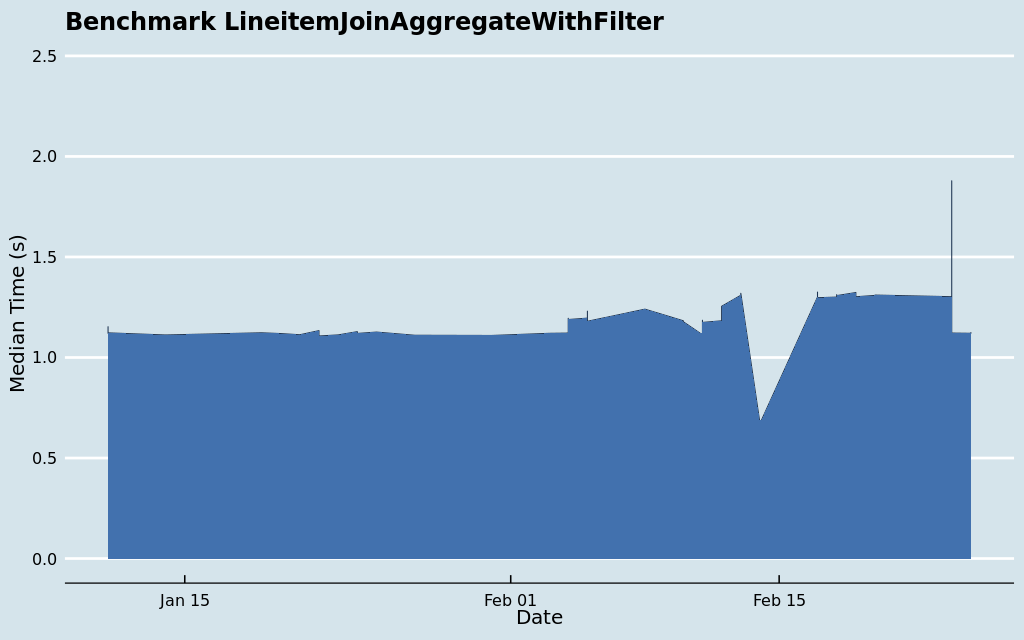 Benchmark LineitemJoinAggregateWithFilter
2.5
2.0
1.5
1.0
0.5
0.0
Median Time (s)
Jan 15
Feb 01
Feb 15
Date